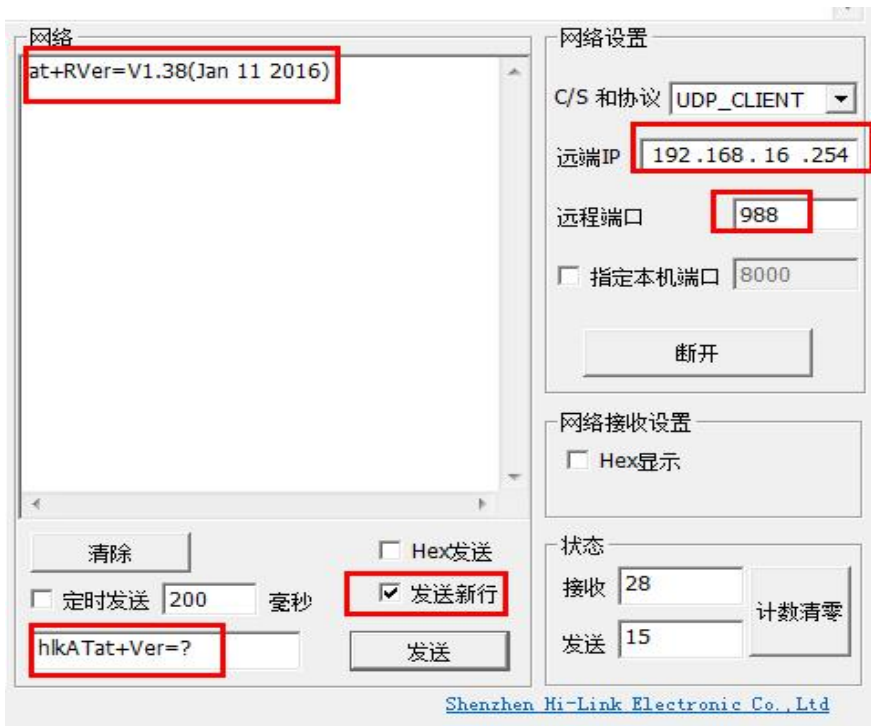 网络
at+RVer=V1.38(Jan 11 2016)
清除
Hex发送
定时发送 200 毫秒
发送新行
hlkATat+Ver=?
发送
网络设置
C/S 和协议 UDP_CLIENT
远端IP 192.168.16.254
远程端口 988
指定本机端口 8000
断开
网络接收设置
Hex显示
状态
接收 28
发送 15
计数清零
Shenzhen Hi-Link Electronic Co.,Ltd